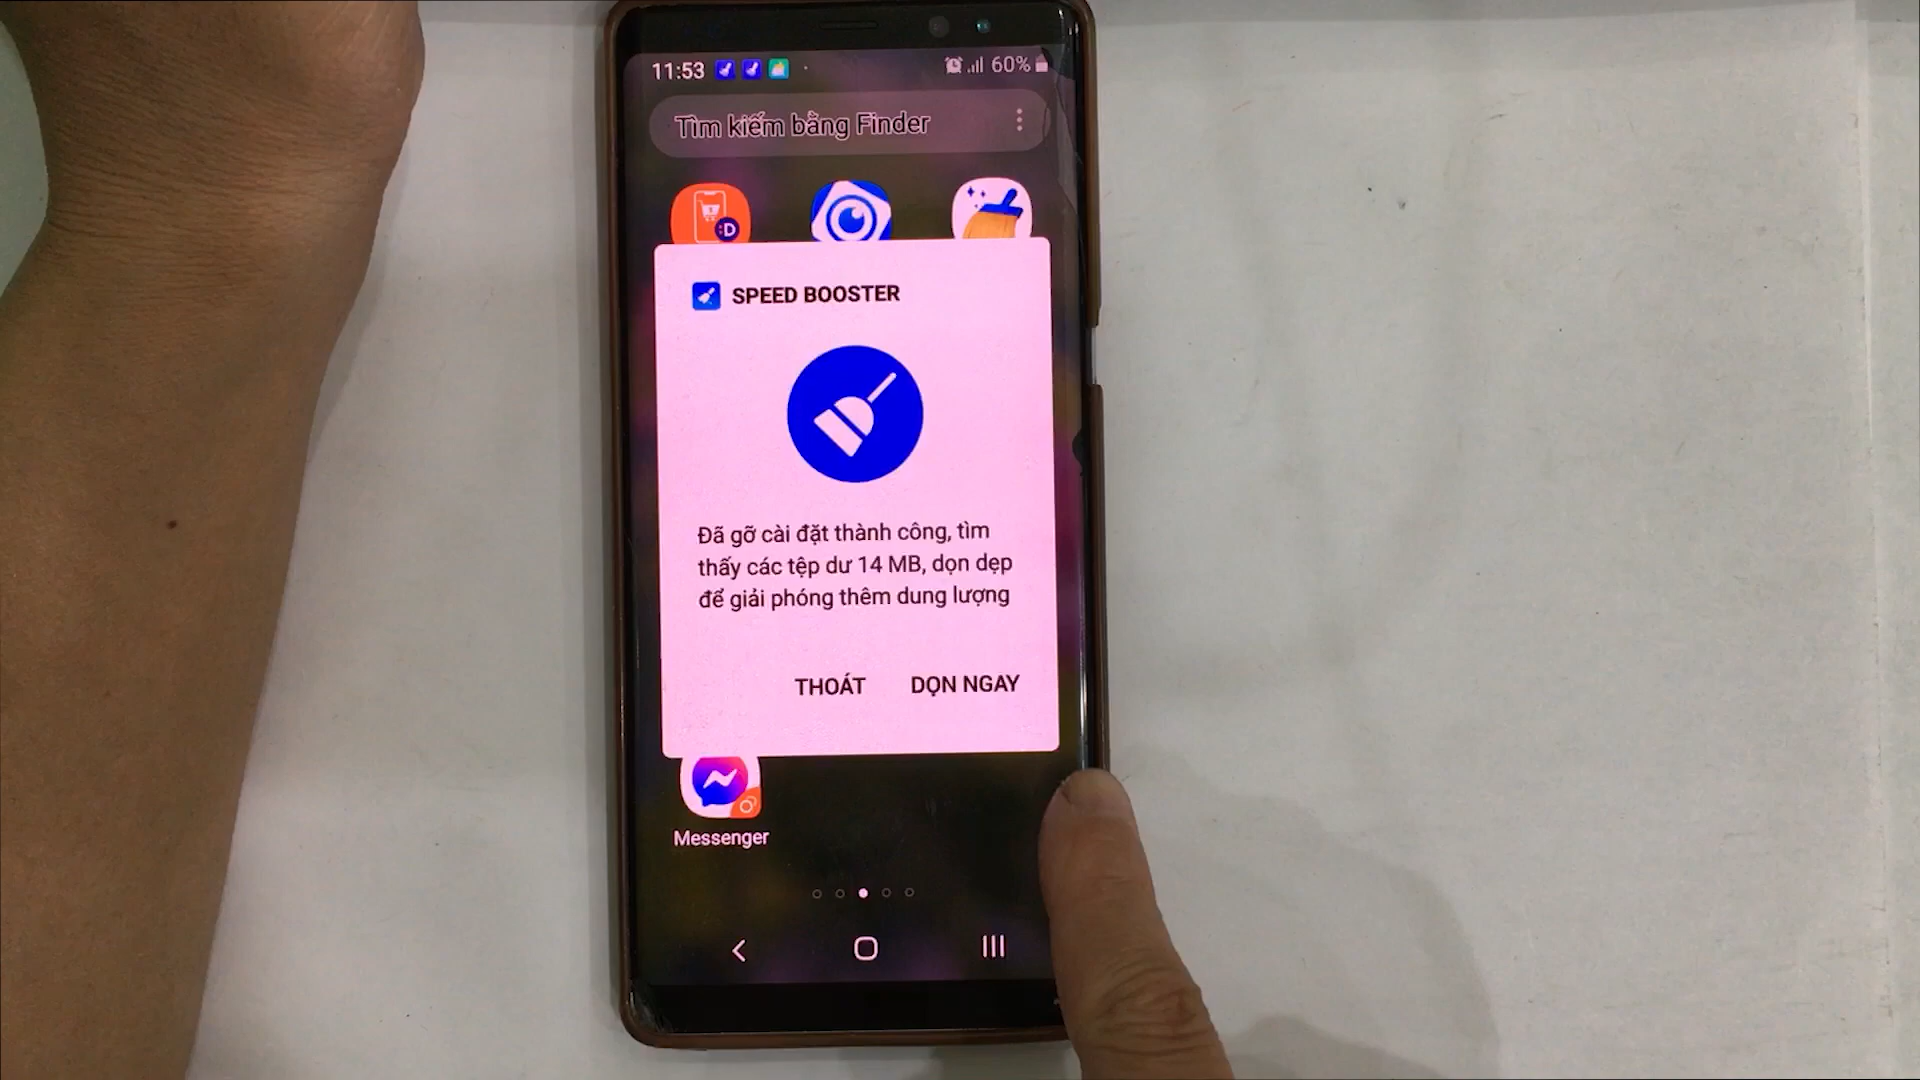 11:53
60%
Tìm kiếm bằng Finder
:D
SPEED BOOSTER
Đã gỡ cài đặt thành công, tìm
thấy các tệp dư 14 MB, dọn dẹp
để giải phóng thêm dung lượng
THOÁT DỌN NGAY
Messenger